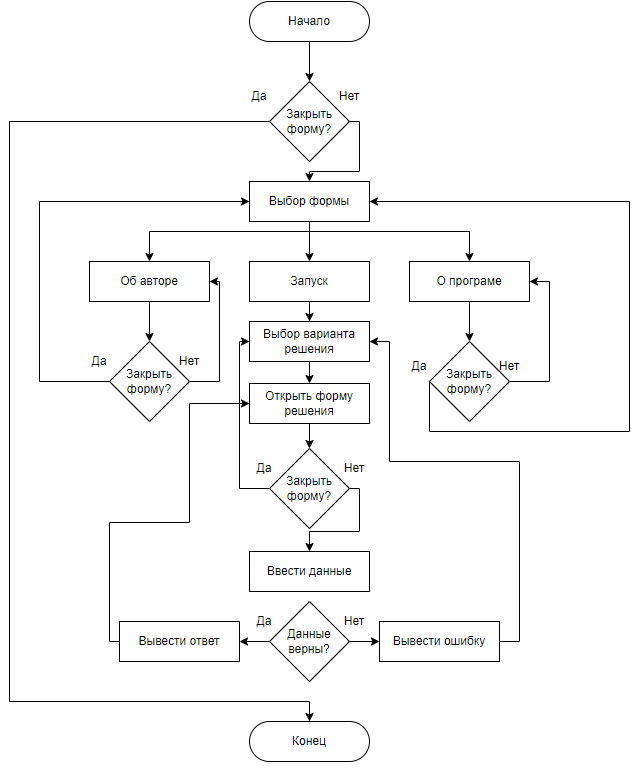 Начало
Да
Нет
Закрыть
форму?
Выбор формы
Об авторе
Запуск
О програме
Выбор варианта
решения
Да
Нет
Закрыть
форму?
Да
Нет
Закрыть
форму?
Открыть форму
решения
Да
Нет
Закрыть
форму?
Ввести данные
Да
Нет
Вывести ответ
Данные
верны?
Вывести ошибку
Конец